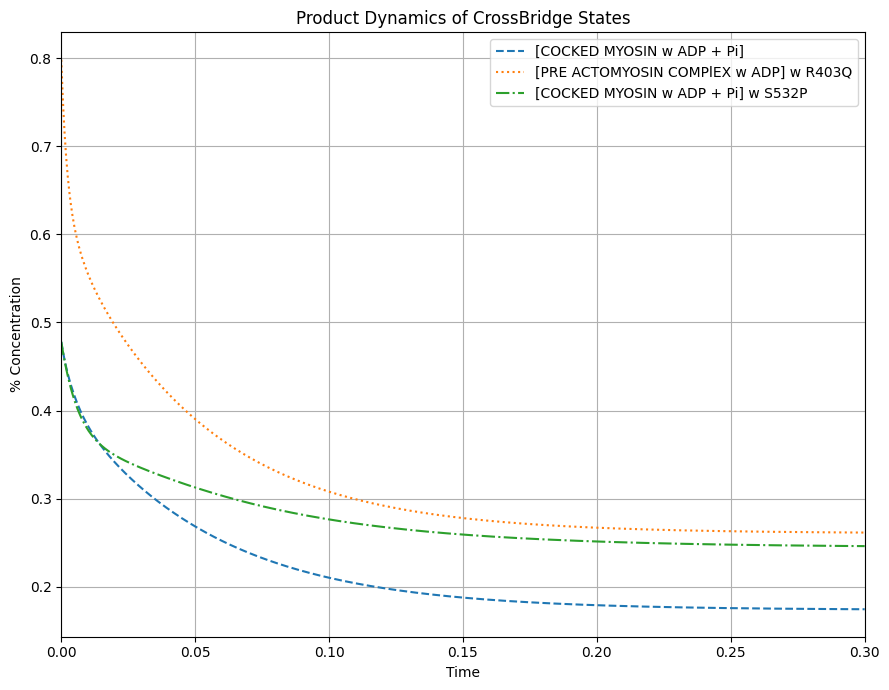 Product Dynamics of CrossBridge States
[COCKED MYOSIN w ADP + Pi]
[PRE ACTOMYOSIN COMPlEX w ADP] w R403Q
[COCKED MYOSIN w ADP + Pi] w S532P
% Concentration
0.8
0.7
0.6
0.5
0.4
0.3
0.2
0.00 0.05 0.10 0.15 0.20 0.25 0.30
Time